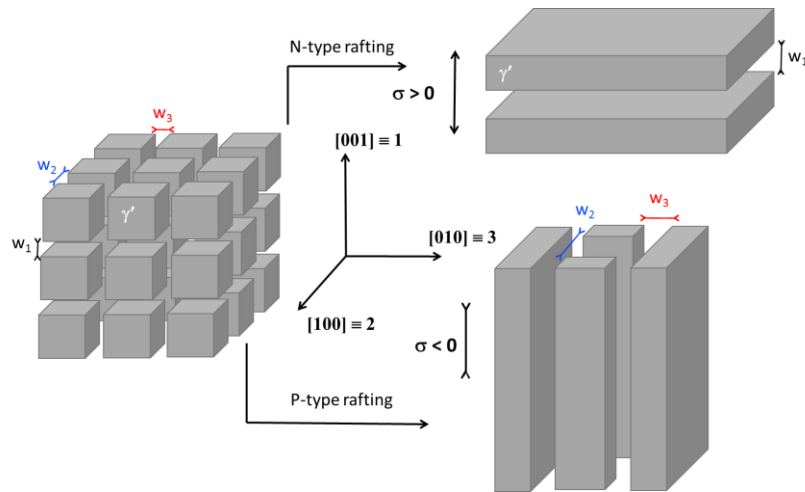 N-type rafting
γ'
w₁
σ > 0
w₃
[001] ≡ 1
w₂
γ'
w₁
[010] ≡ 3
[100] ≡ 2
w₃
w₂
σ < 0
P-type rafting